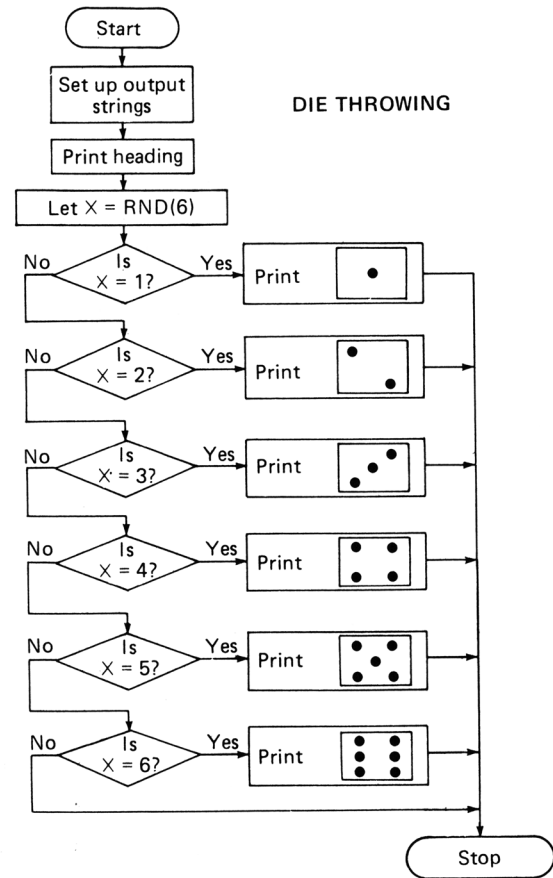 Start
Set up output
strings
DIE THROWING
Print heading
Let X = RND(6)
No
Is
X = 1?
Yes
Print
No
Is
X = 2?
Yes
Print
No
Is
X = 3?
Yes
Print
No
Is
X = 4?
Yes
Print
No
Is
X = 5?
Yes
Print
No
Is
X = 6?
Yes
Print
Stop